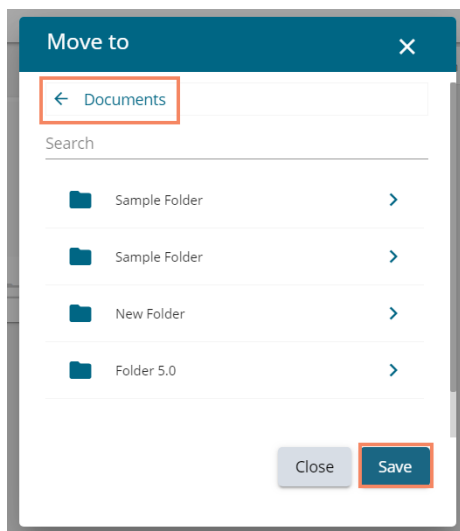 Move to
Documents
Search
Sample Folder
Sample Folder
New Folder
Folder 5.0
Close Save